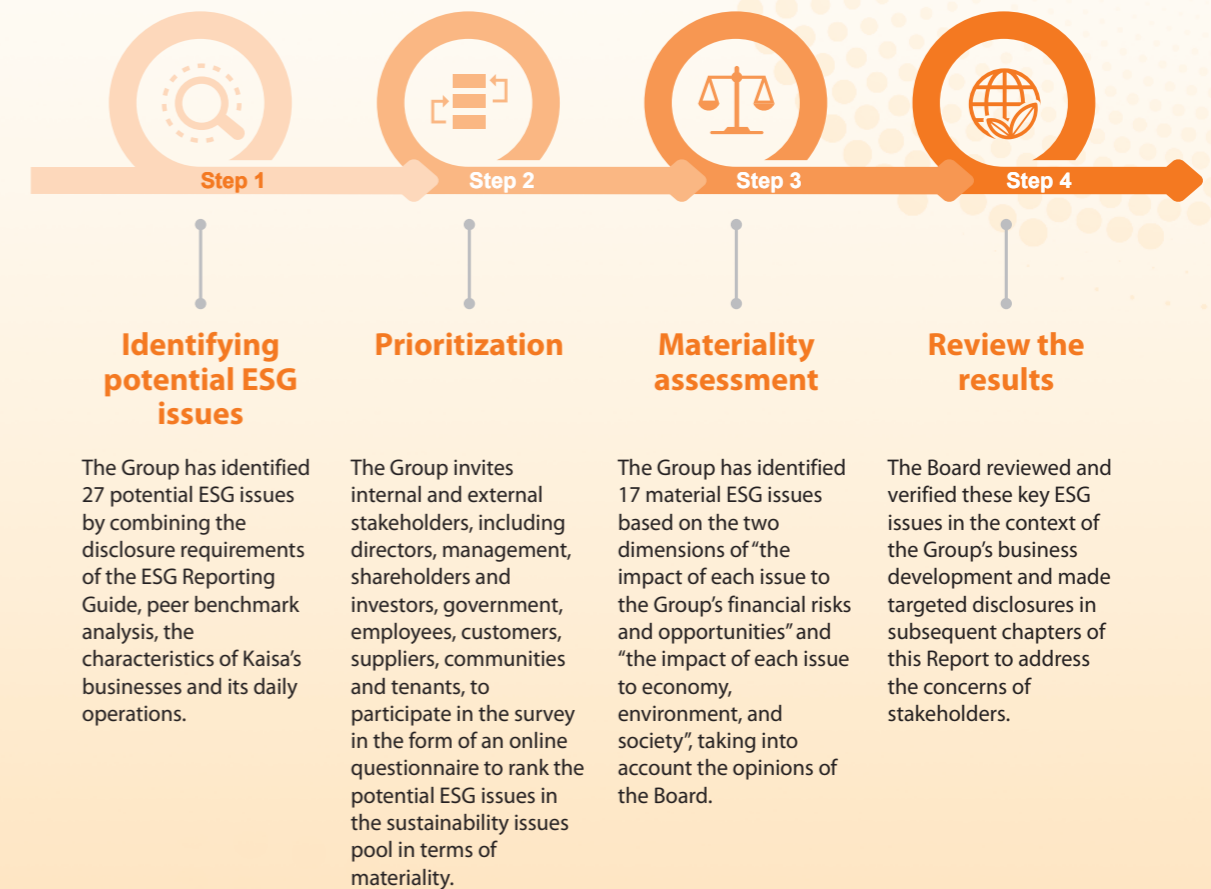 Step 1
Step 2
Step 3
Step 4
Identifying
potential ESG
issues
The Group has identified
27 potential ESG issues
by combining the
disclosure requirements
of the ESG Reporting
Guide, peer benchmark
analysis, the
characteristics of Kaisa’s
businesses and its daily
operations.
Prioritization
The Group invites
internal and external
stakeholders, including
directors, management,
shareholders and
investors, government,
employees, customers,
suppliers, communities
and tenants, to
participate in the survey
in the form of an online
questionnaire to rank the
potential ESG issues in
the sustainability issues
pool in terms of
materiality.
Materiality
assessment
The Group has identified
17 material ESG issues
based on the two
dimensions of “the
impact of each issue to
the Group’s financial risks
and opportunities” and
“the impact of each issue
to economy,
environment, and
society”, taking into
account the opinions of
the Board.
Review the
results
The Board reviewed and
verified these key ESG
issues in the context of
the Group’s business
development and made
targeted disclosures in
subsequent chapters of
this Report to address
the concerns of
stakeholders.